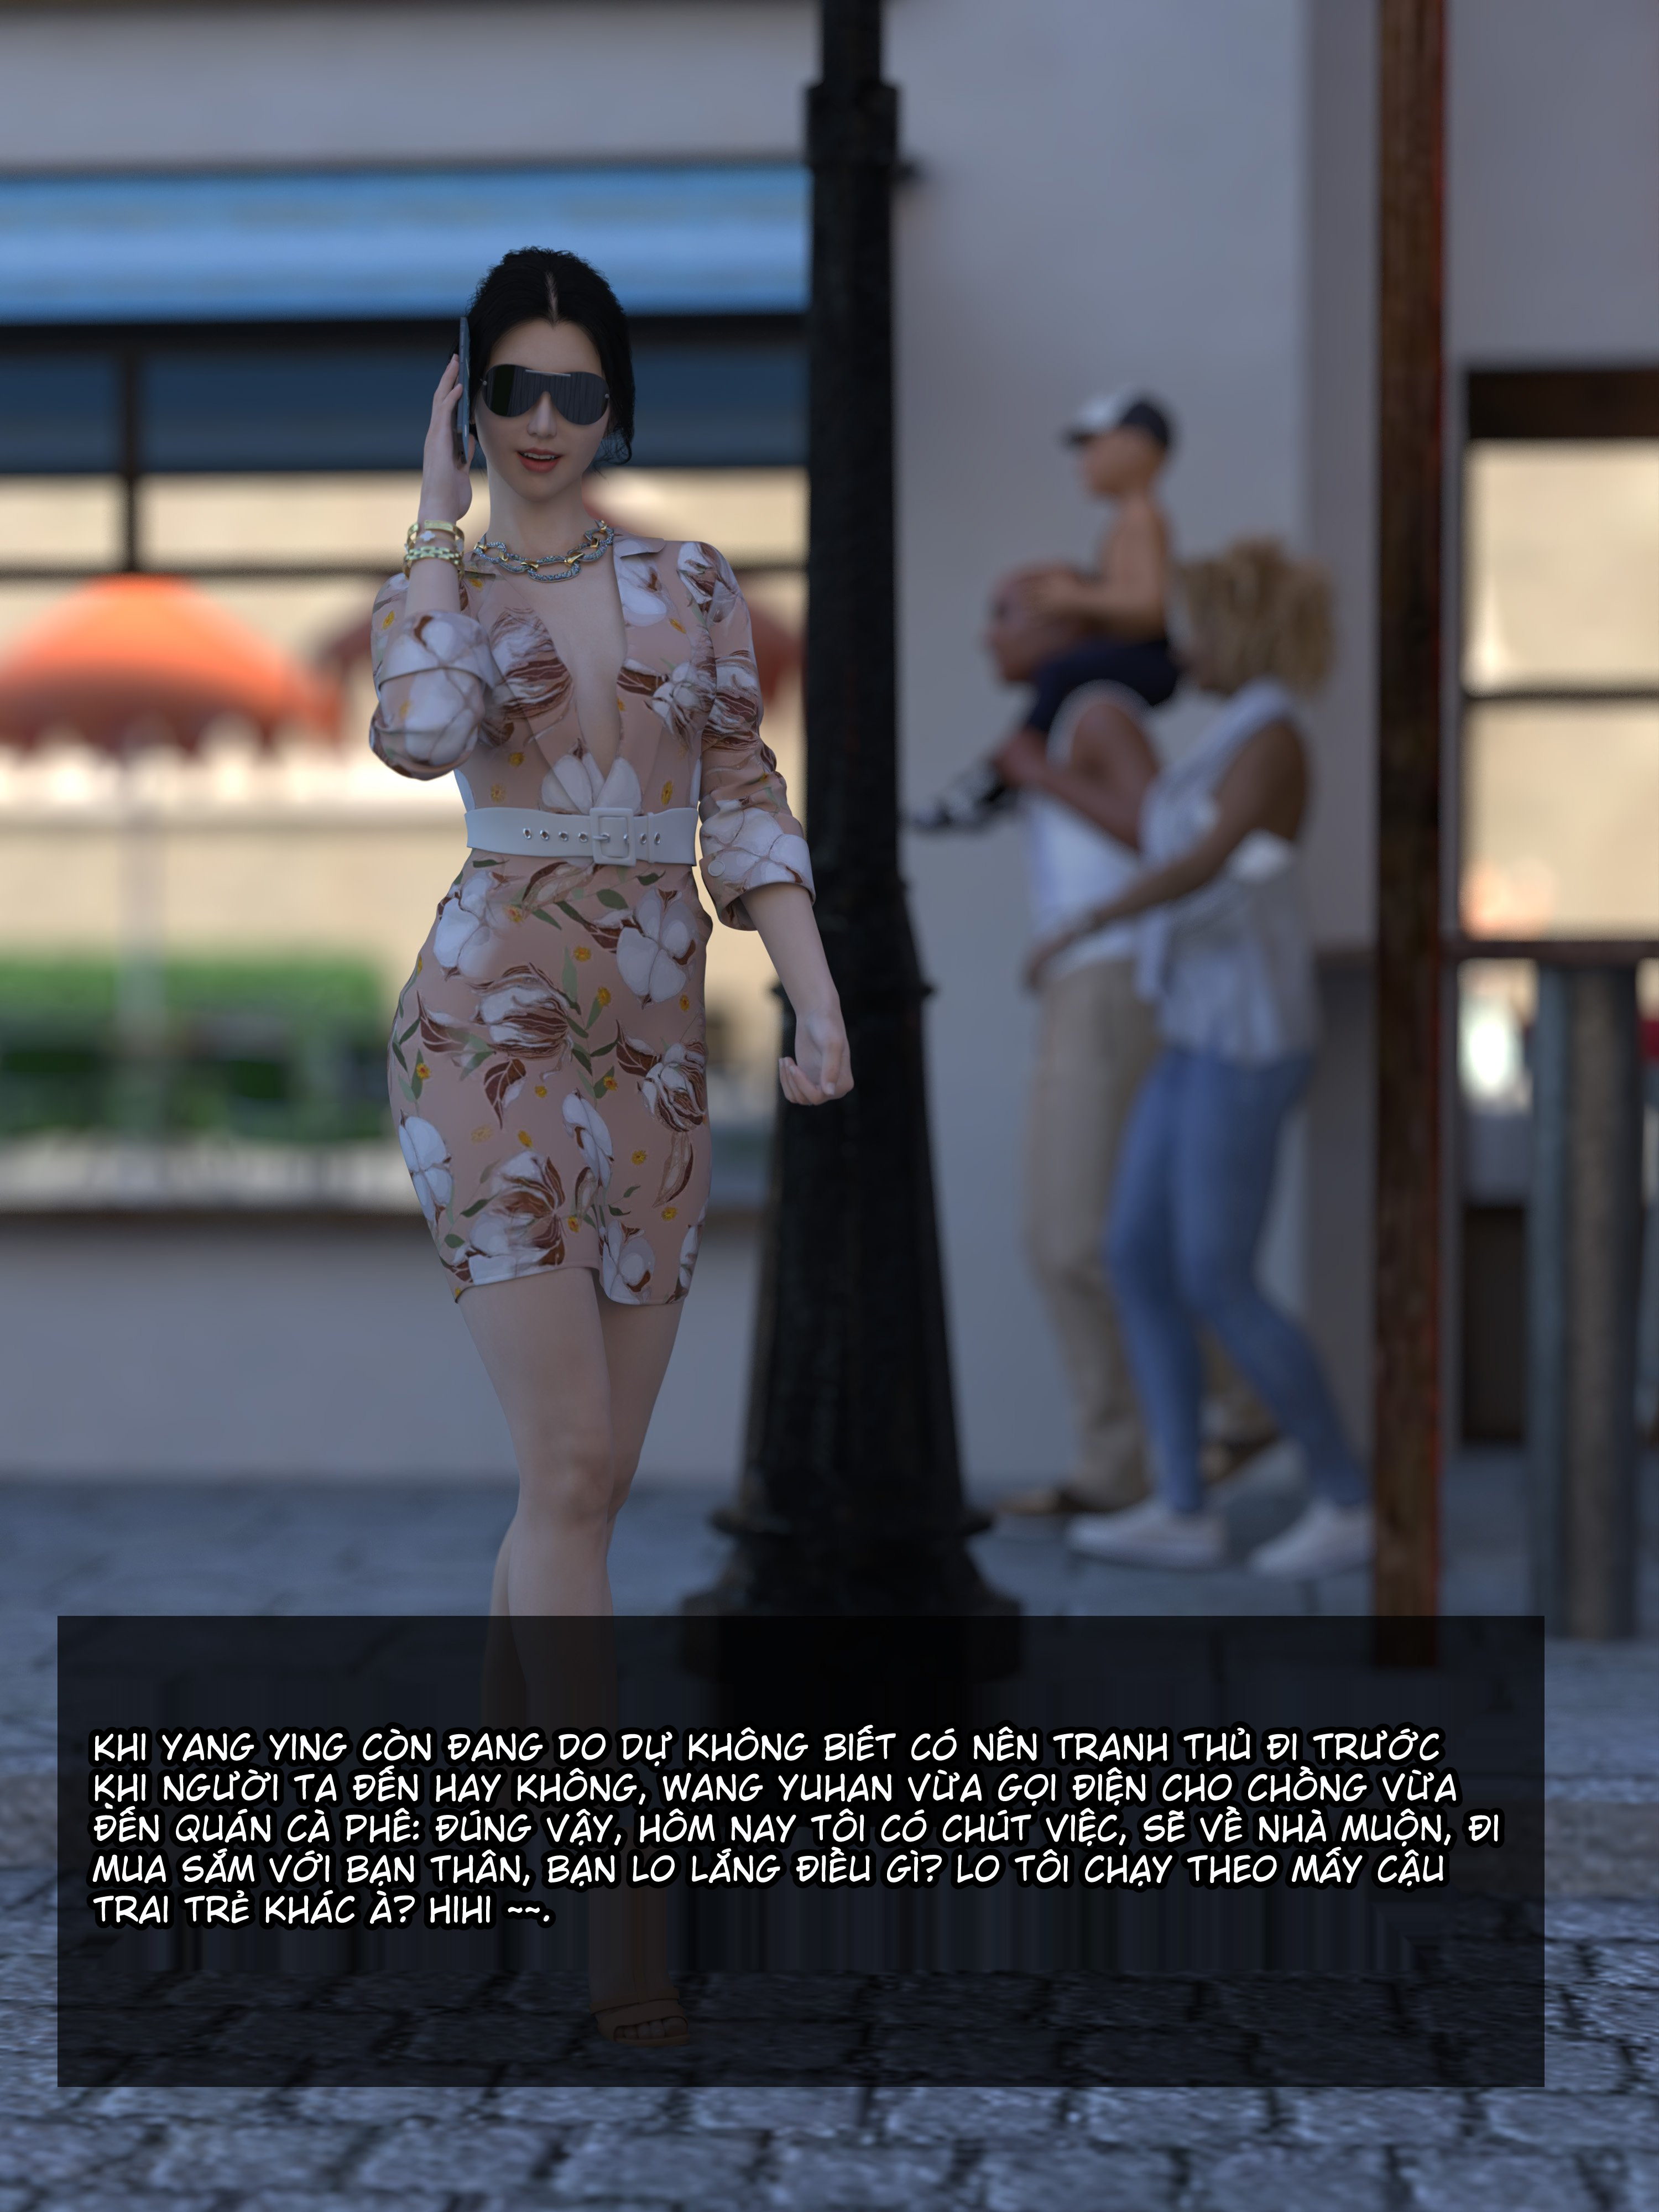 KHI YANG YING CÒN ĐANG DO DỰ KHÔNG BIẾT CÓ NÊN TRANH THỦ ĐI TRƯỚC
KHI NGƯỜI TA ĐẾN HAY KHÔNG, WANG YUHAN VỪA GỌI ĐIỆN CHO CHỒNG VỪA
ĐẾN QUÁN CÀ PHÊ: ĐÚNG VẬY, HÔM NAY TÔI CÓ CHÚT VIỆC, SẼ VỀ NHÀ MUỘN, ĐI
MUA SẮM VỚI BẠN THÂN, BẠN LO LẮNG ĐIỀU GÌ? LO TÔI CHẠY THEO MẤY CẬU
TRAI TRẺ KHÁC À? HIHI ~~.